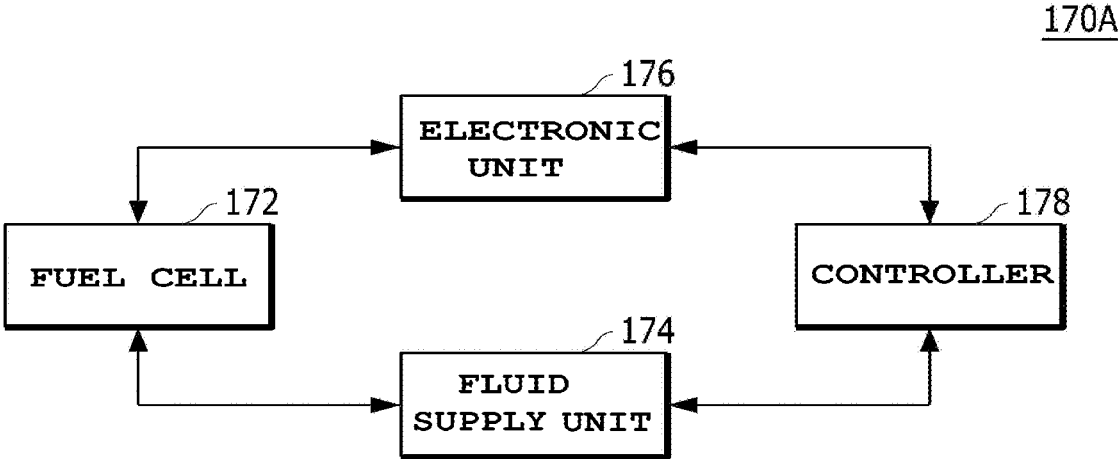 170A
176
ELECTRONIC
UNIT
172
FUEL CELL
178
CONTROLLER
174
FLUID
SUPPLY UNIT